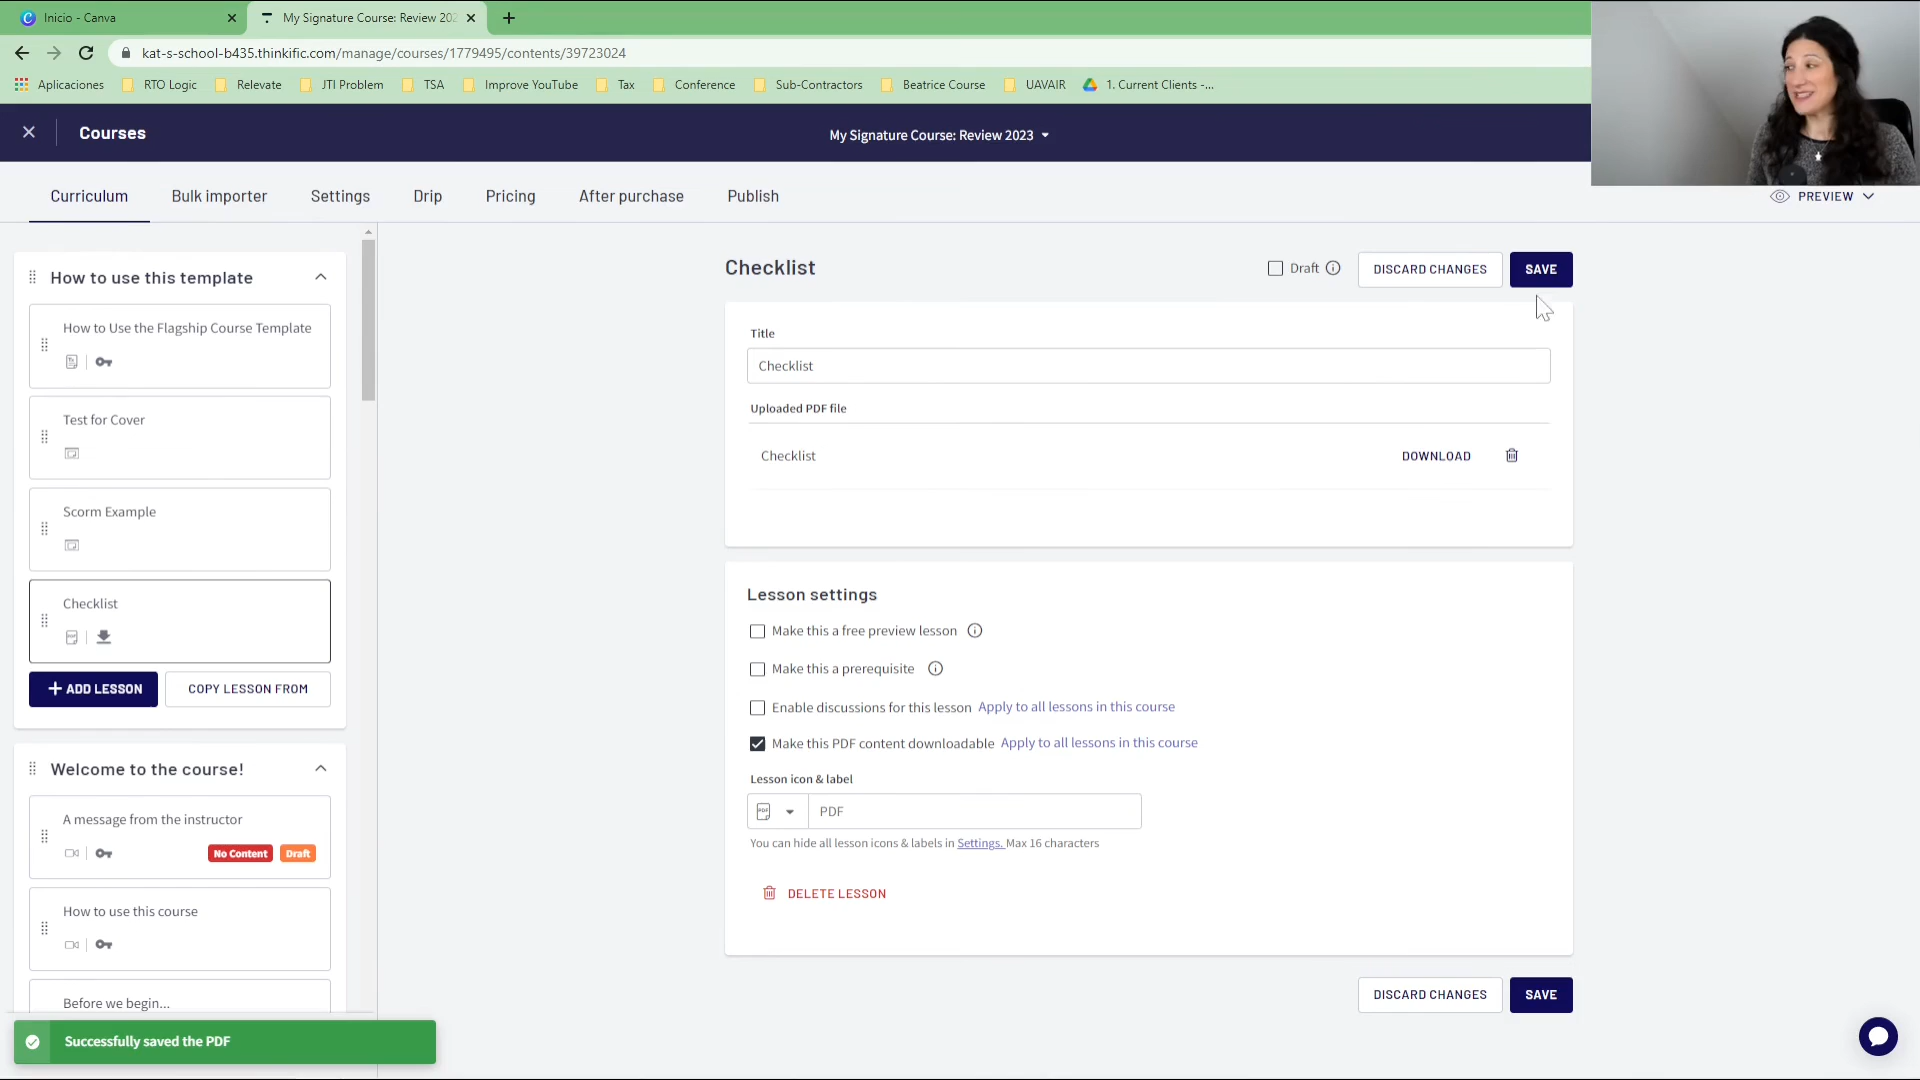 Inicio - Canva
My Signature Course: Review 202
kat-s-school-b435.thinkific.com/manage/courses/1779495/contents/39723024
Aplicaciones RTO Logic Relevate JTI Problem TSA Improve YouTube Tax Conference Sub-Contractors Beatrice Course UAVAIR 1. Current Clients -...
Courses
My Signature Course: Review 2023
Curriculum Bulk importer Settings Drip Pricing After purchase Publish
PREVIEW
How to use this template
How to Use the Flagship Course Template
Test for Cover
Scorm Example
Checklist
+ ADD LESSON COPY LESSON FROM
Welcome to the course!
A message from the instructor
No Content Draft
How to use this course
Before we begin...
Successfully saved the PDF
Checklist
Draft DISCARD CHANGES SAVE
Title
Checklist
Uploaded PDF file
Checklist DOWNLOAD
Lesson settings
Make this a free preview lesson
Make this a prerequisite
Enable discussions for this lesson Apply to all lessons in this course
Make this PDF content downloadable Apply to all lessons in this course
Lesson icon & label
PDF PDF
You can hide all lesson icons & labels in Settings. Max 16 characters
DELETE LESSON
DISCARD CHANGES SAVE